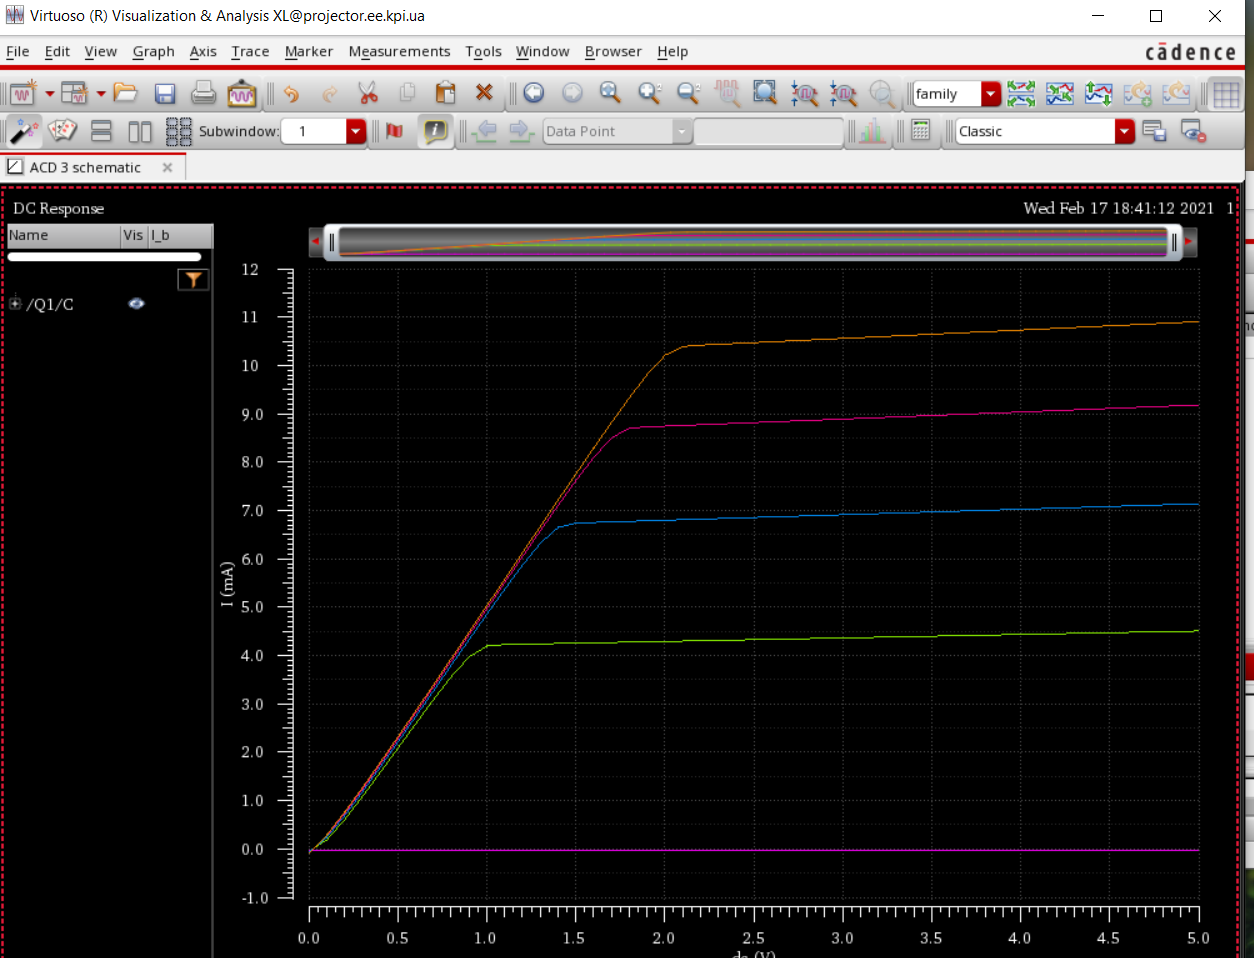 Virtuoso (R) Visualization & Analysis XL@projector.ee.kpi.ua
File Edit View Graph Axis Trace Marker Measurements Tools Window Browser Help
cādence
family
Subwindow: 1
Data Point
Classic
ACD 3 schematic
DC Response
Wed Feb 17 18:41:12 2021 1
Name Vis I_b
/Q1/C
12
11
10
9.0
8.0
7.0
6.0
5.0
4.0
3.0
2.0
1.0
0.0
-1.0
I (mA)
0.0 0.5 1.0 1.5 2.0 2.5 3.0 3.5 4.0 4.5 5.0